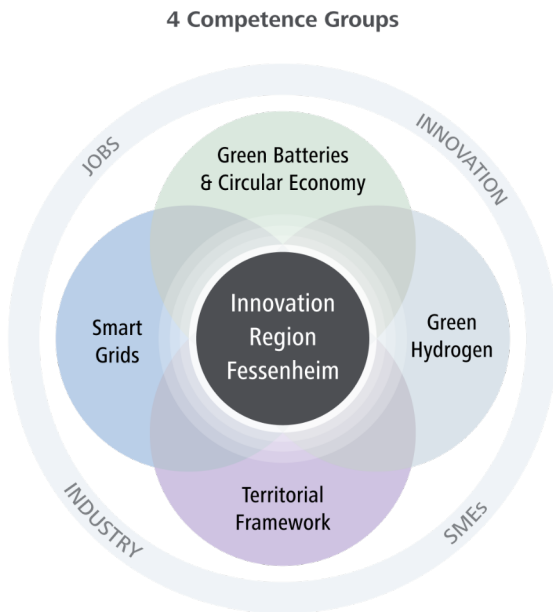 4 Competence Groups
JOBS
INNOVATION
Green Batteries
& Circular Economy
Smart
Grids
Innovation
Region
Fessenheim
Green
Hydrogen
Territorial
Framework
INDUSTRY
SMEs